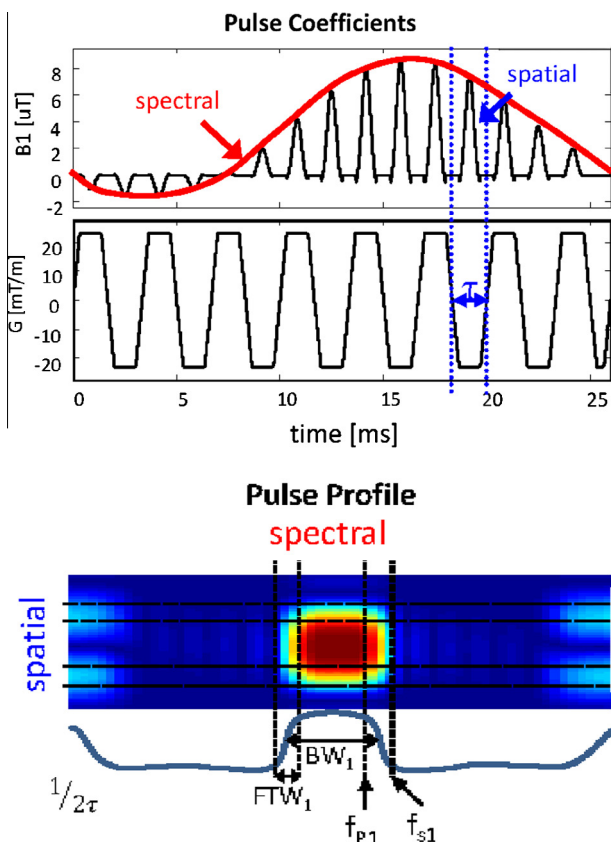 Pulse Coefficients
B1 [uT]
8
6
4
2
0
-2
spectral
spatial
G [mT/m]
20
10
0
-10
-20
τ
0
5
10
15
20
25
time [ms]
Pulse Profile
spectral
spatial
BW1
FTW1
1/2τ
fp1
fs1